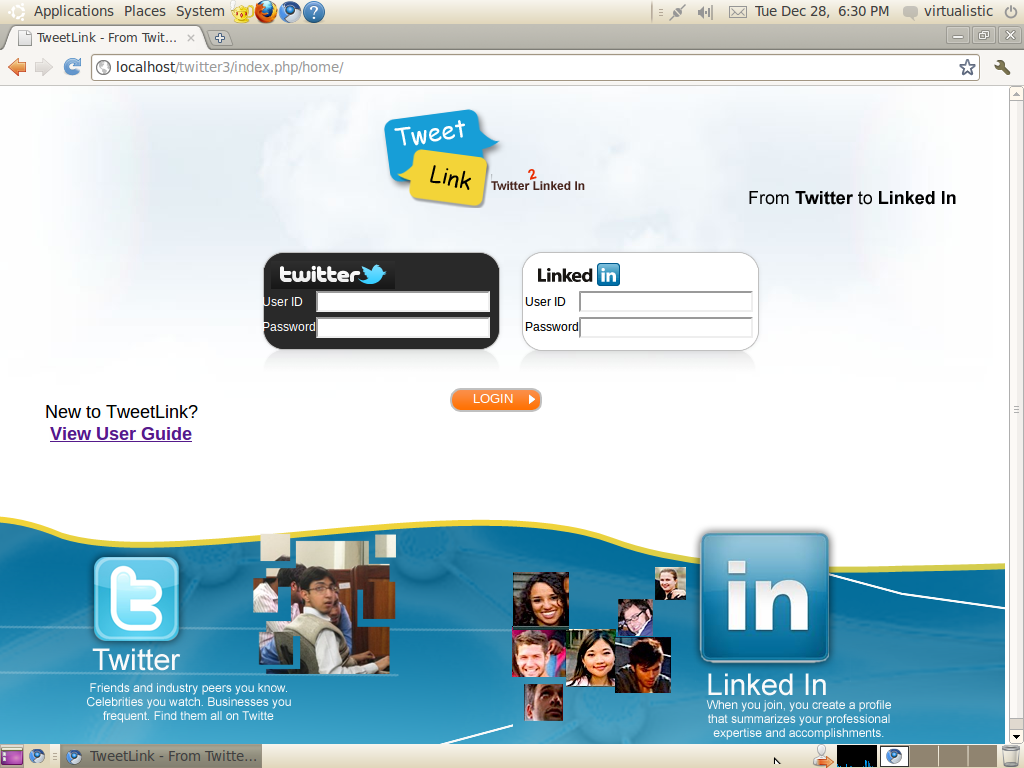 Applications Places System ? Tue Dec 28, 6:30 PM virtualistic
TweetLink - From Twit...
localhost/twitter3/index.php/home/
Tweet
Link
2
Twitter Linked In
From Twitter to Linked In
twitter
User ID
Password
Linked in
User ID
Password
LOGIN
New to TweetLink?
View User Guide
t
Twitter
Friends and industry peers you know.
Celebrities you watch. Businesses you
frequent. Find them all on Twitte
in
Linked In
When you join, you create a profile
that summarizes your professional
expertise and accomplishments.
TweetLink - From Twitte...